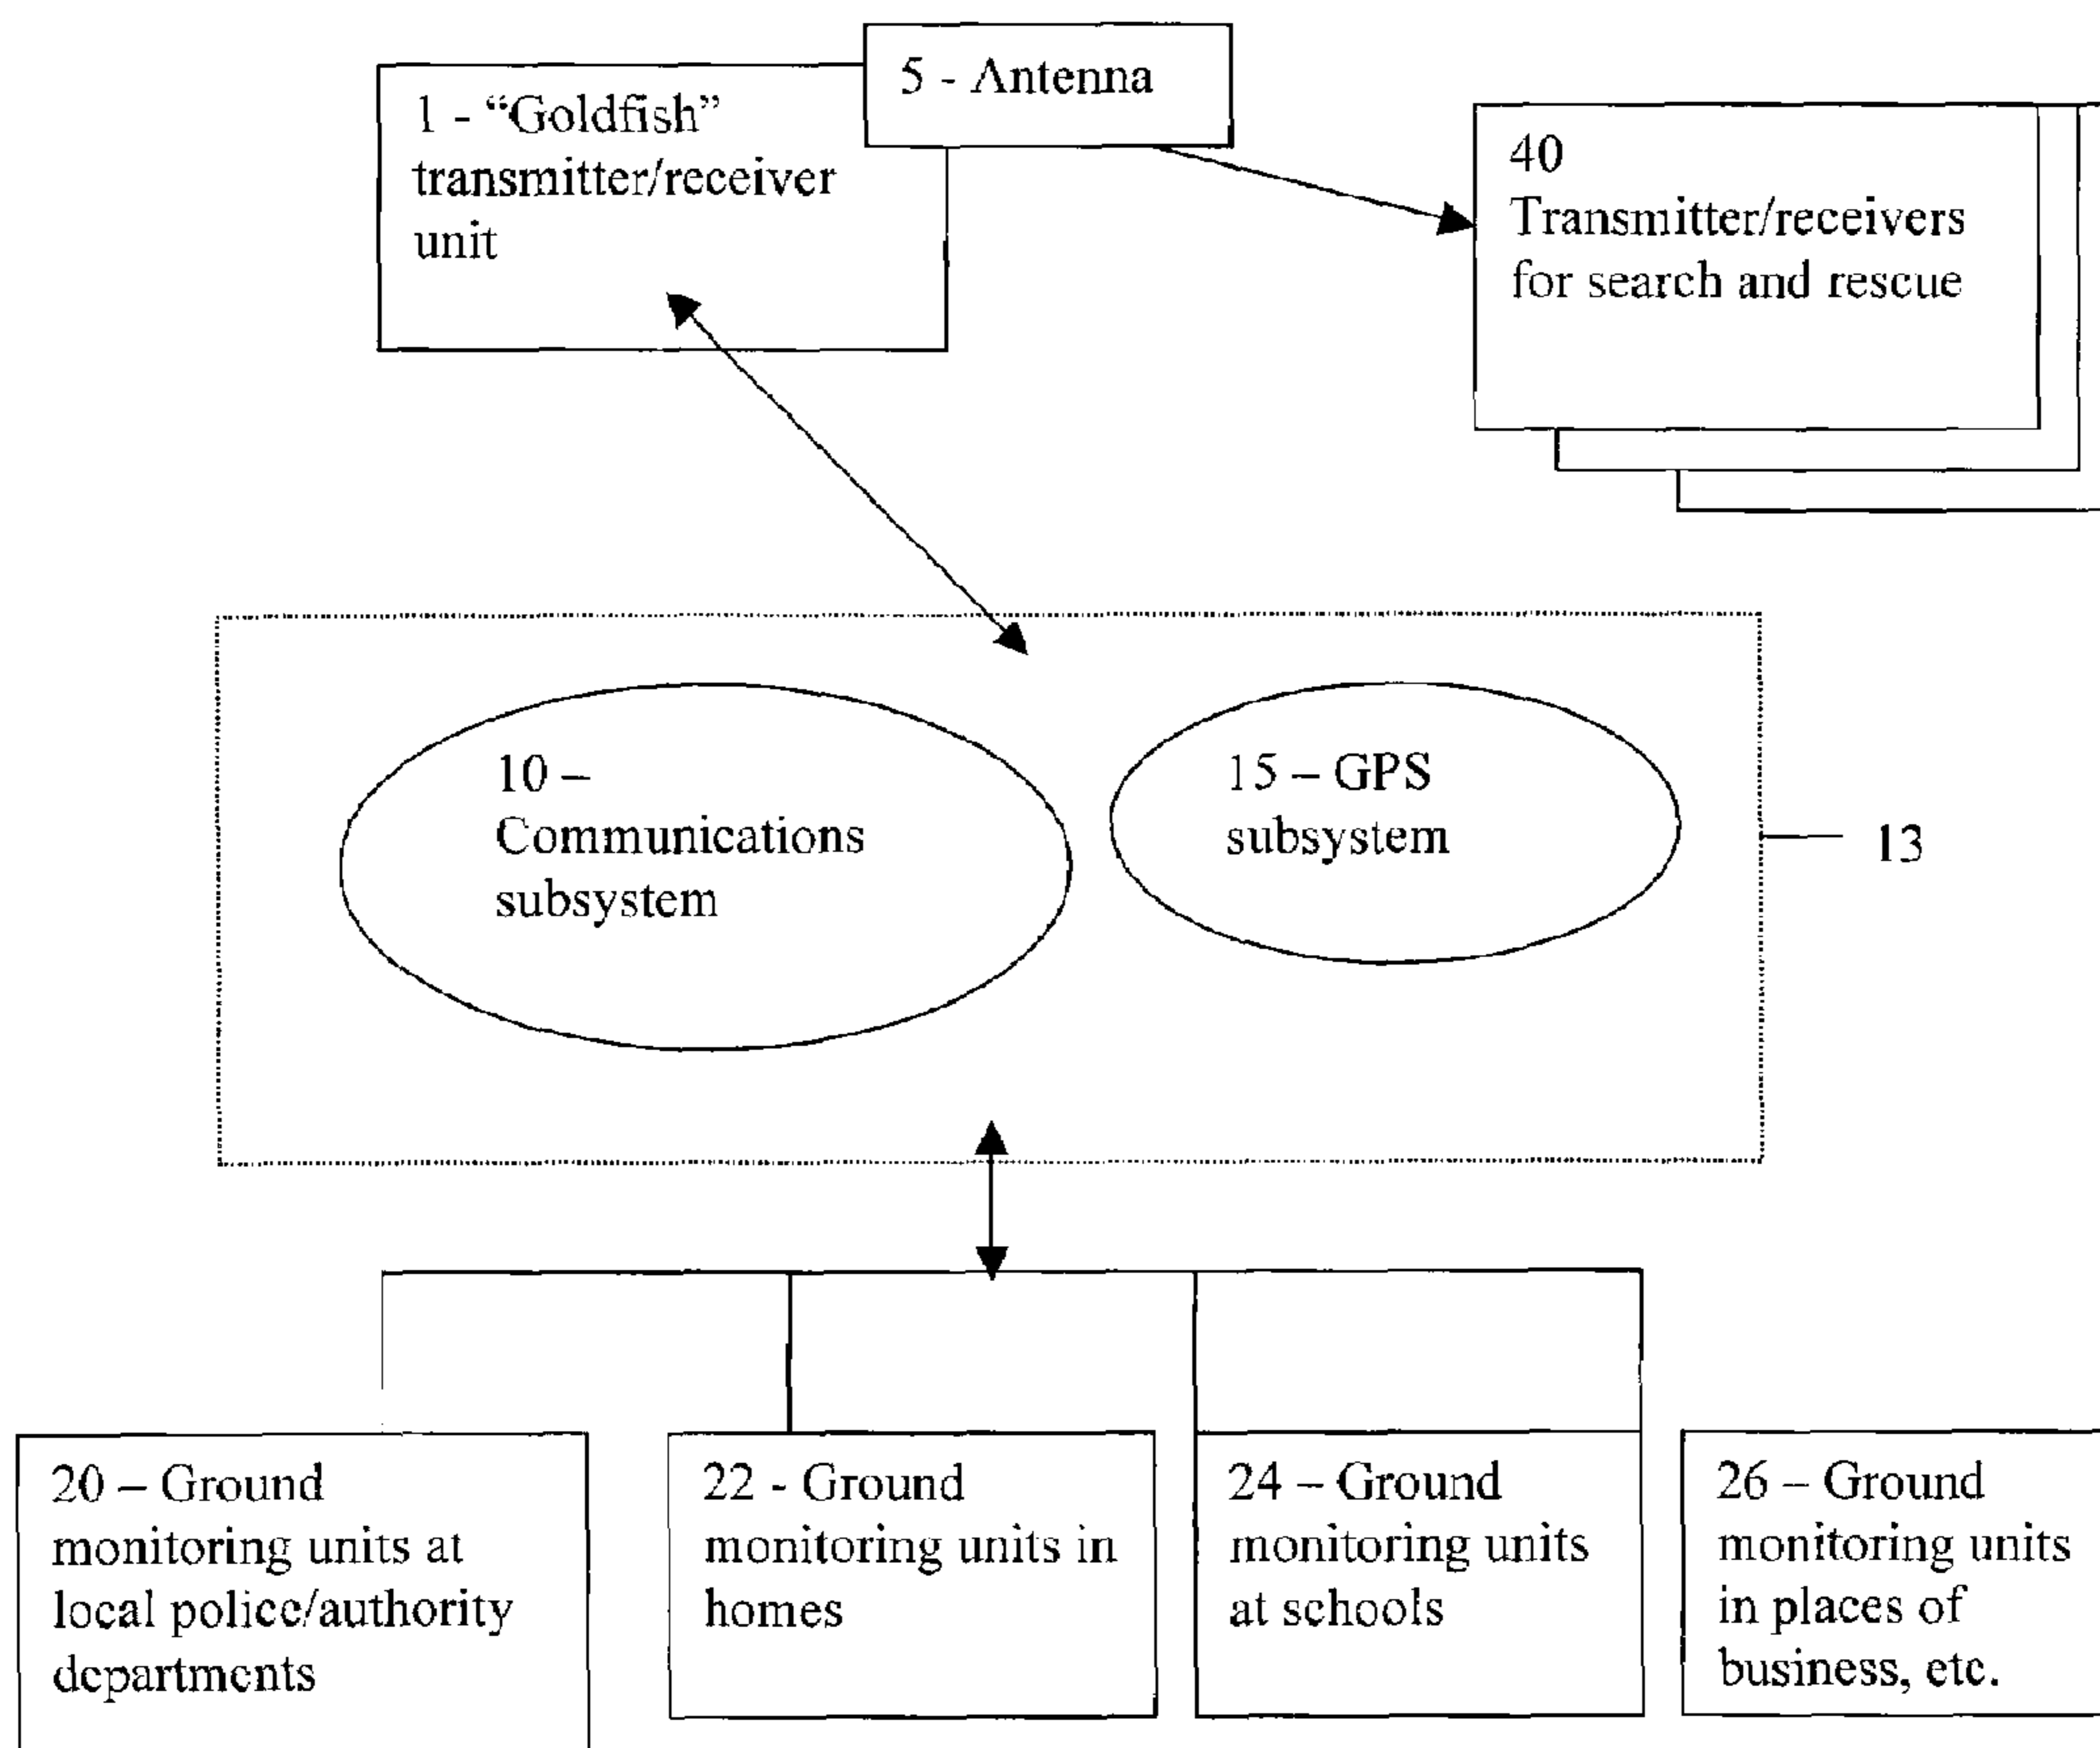 5 - Antenna
1 - “Goldfish”
transmitter/receiver
unit
40
Transmitter/receivers
for search and rescue
10 –
Communications
subsystem
15 – GPS
subsystem
13
20 – Ground
monitoring units at
local police/authority
departments
22 - Ground
monitoring units in
homes
24 – Ground
monitoring units
at schools
26 – Ground
monitoring units
in places of
business, etc.